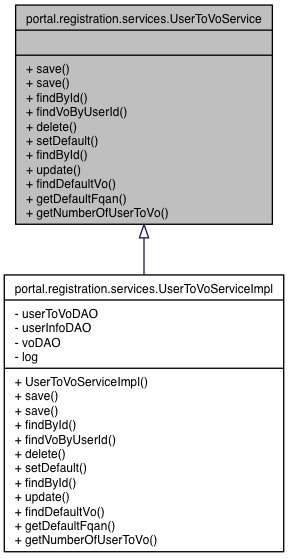 portal.registration.services.UserToVoService
+ save()
+ save()
+ findById()
+ findVoByUserId()
+ delete()
+ setDefault()
+ findById()
+ update()
+ findDefaultVo()
+ getDefaultFqan()
+ getNumberOfUserToVo()
portal.registration.services.UserToVoServiceImpl
- userToVoDAO
- userInfoDAO
- voDAO
- log
+ UserToVoServiceImpl()
+ save()
+ save()
+ findById()
+ findVoByUserId()
+ delete()
+ setDefault()
+ findById()
+ update()
+ findDefaultVo()
+ getDefaultFqan()
+ getNumberOfUserToVo()